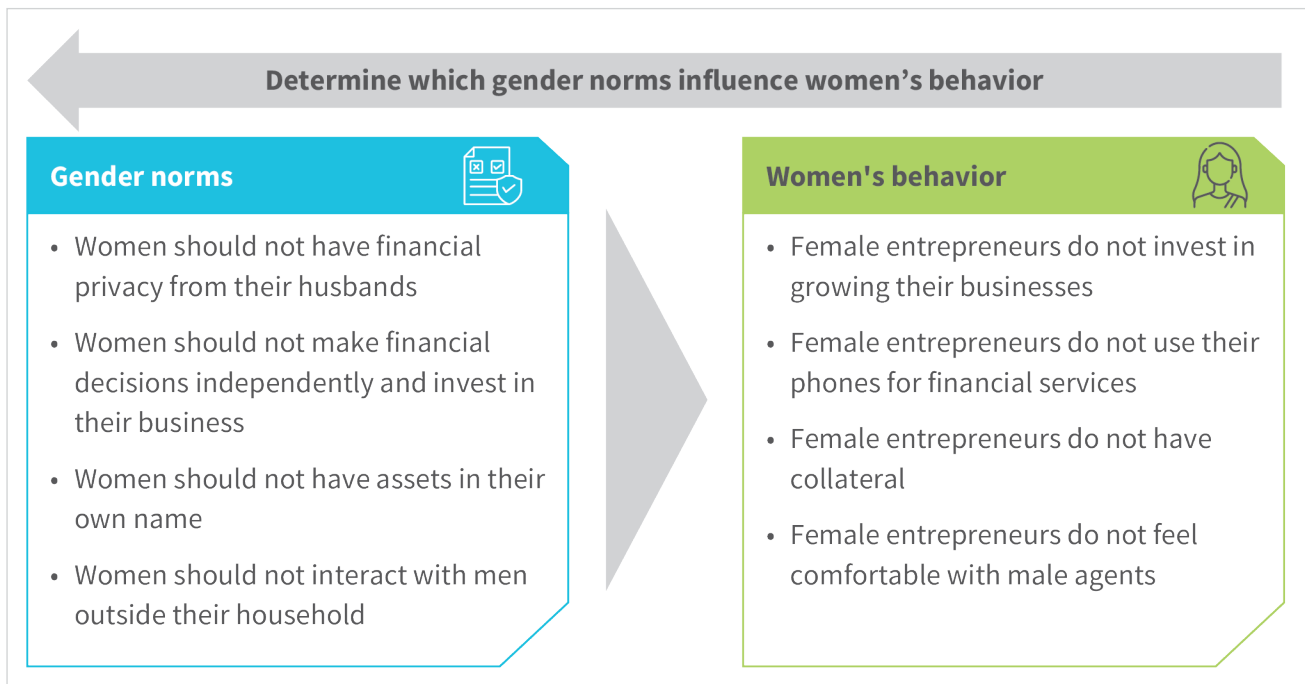 Determine which gender norms influence women’s behavior
Gender norms
• Women should not have financial
privacy from their husbands
• Women should not make financial
decisions independently and invest in
their business
• Women should not have assets in their
own name
• Women should not interact with men
outside their household
Women's behavior
• Female entrepreneurs do not invest in
growing their businesses
• Female entrepreneurs do not use their
phones for financial services
• Female entrepreneurs do not have
collateral
• Female entrepreneurs do not feel
comfortable with male agents